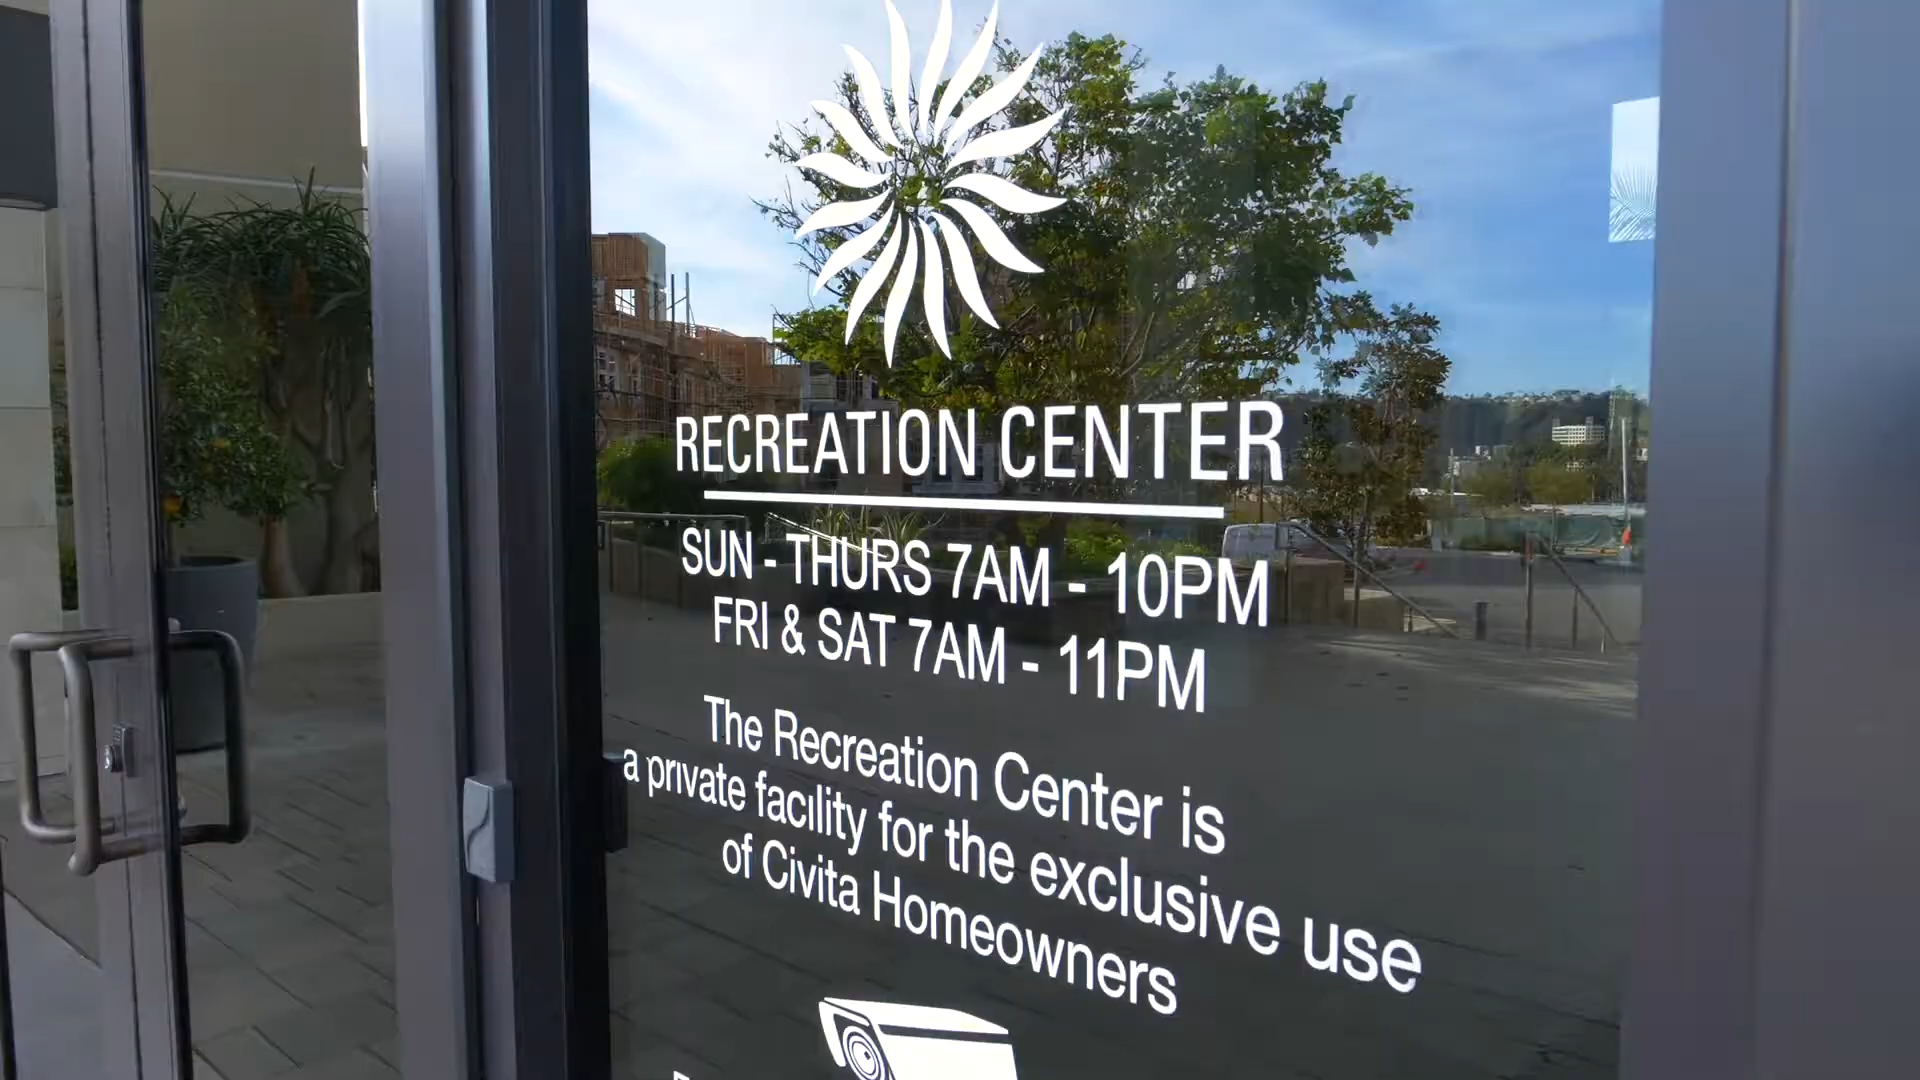 RECREATION CENTER
SUN - THURS 7AM - 10PM
FRI & SAT 7AM - 11PM
The Recreation Center is
a private facility for the exclusive use
of Civita Homeowners